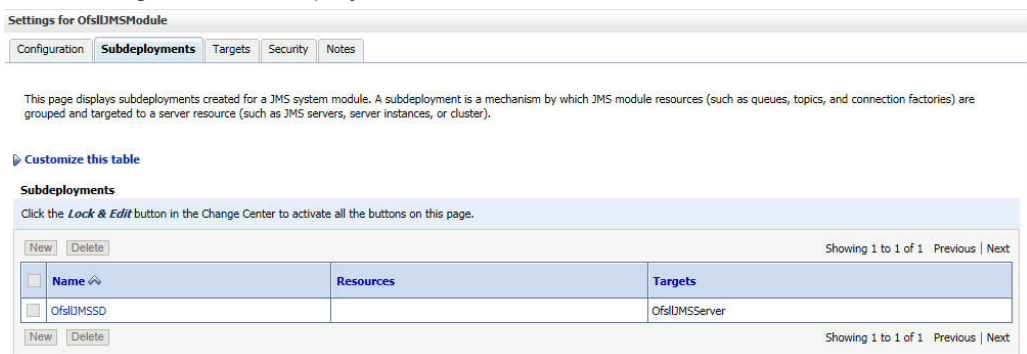 Settings for OfsllJMSModule
Configuration Subdeployments Targets Security Notes
This page displays subdeployments created for a JMS system module. A subdeployment is a mechanism by which JMS module resources (such as queues, topics, and connection factories) are
grouped and targeted to a server resource (such as JMS servers, server instances, or cluster).
Customize this table
Subdeployments
Click the Lock & Edit button in the Change Center to activate all the buttons on this page.
New Delete Showing 1 to 1 of 1 Previous | Next
Name Resources Targets
OfsllJMSSD OfsllJMSServer
New Delete Showing 1 to 1 of 1 Previous | Next